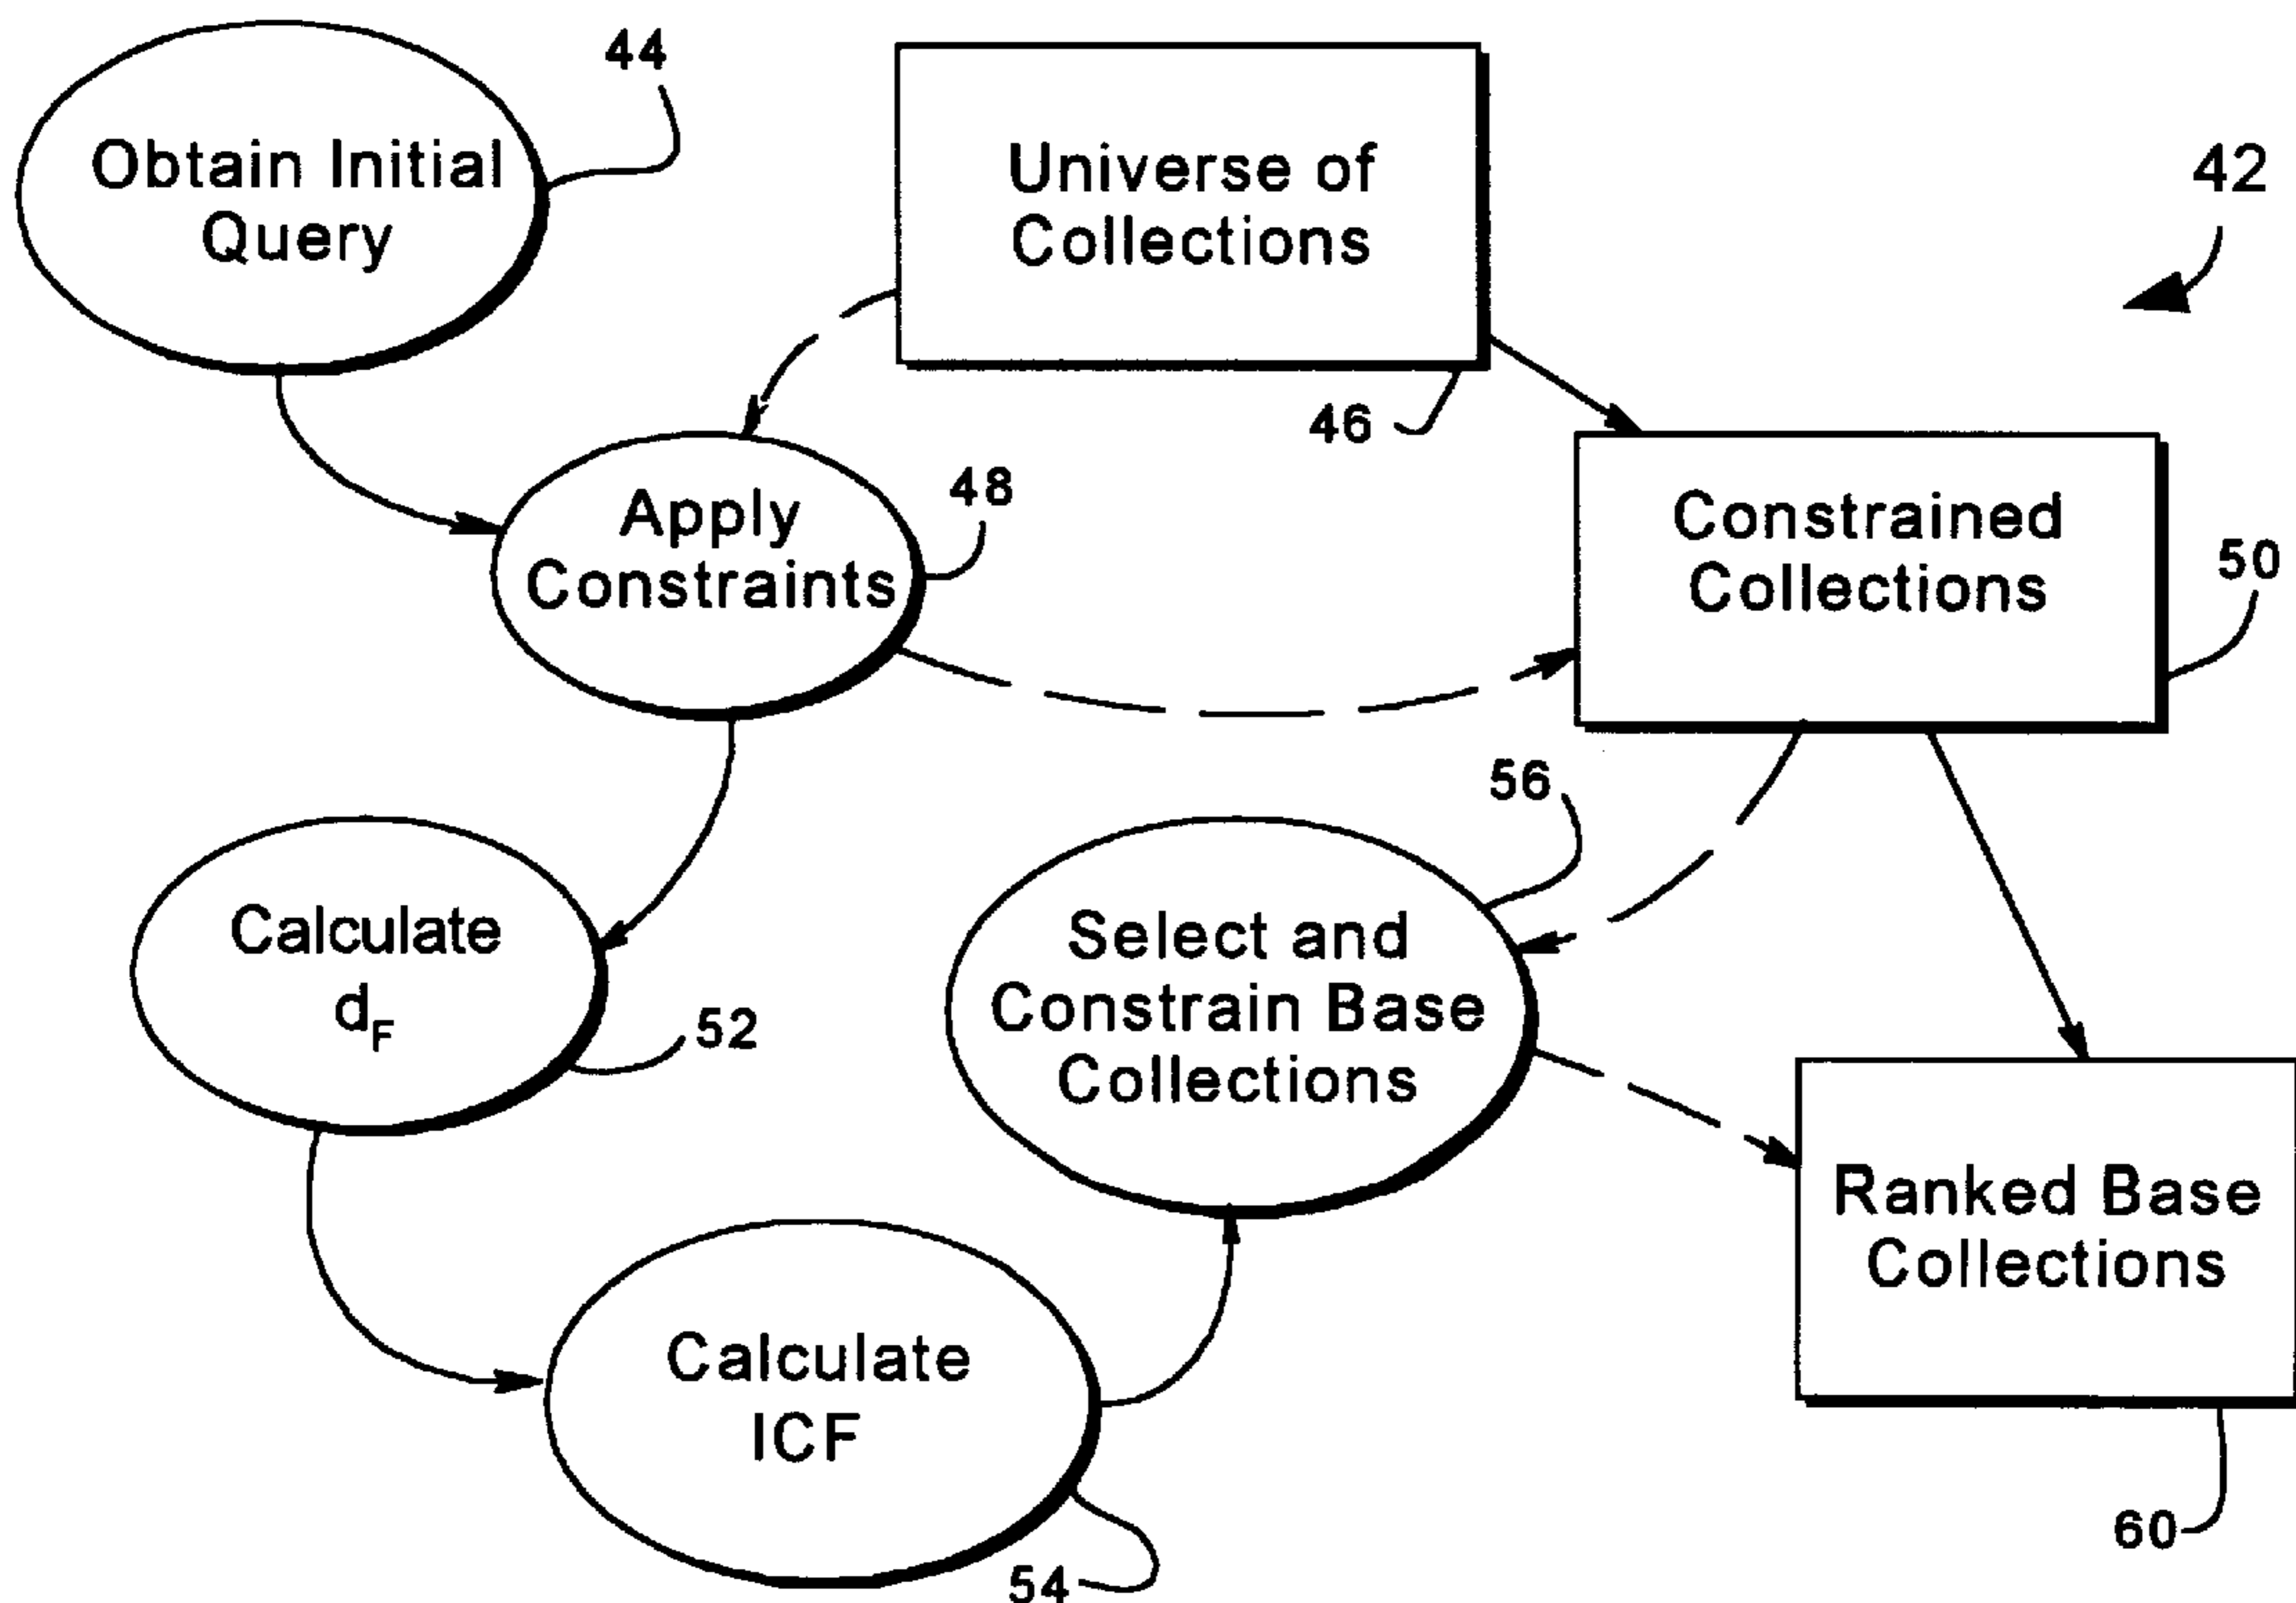 44
Obtain Initial
Query
Universe of
Collections
42
46
48
Apply
Constraints
Constrained
Collections
50
56
Calculate
dF
52
Select and
Constrain Base
Collections
Ranked Base
Collections
Calculate
ICF
60
54